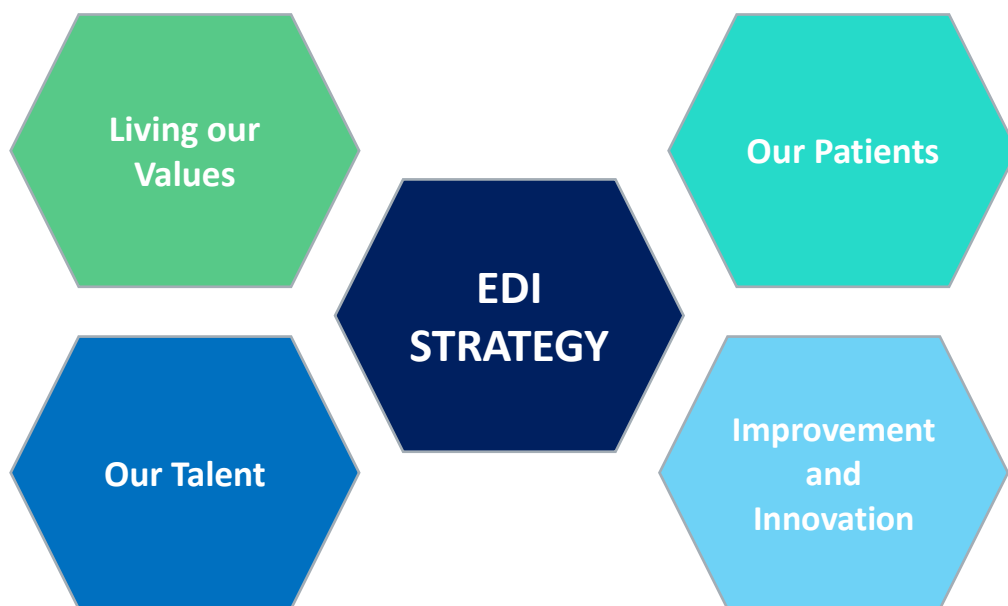 Living our
Values
Our Patients
EDI
STRATEGY
Our Talent
Improvement
and
Innovation